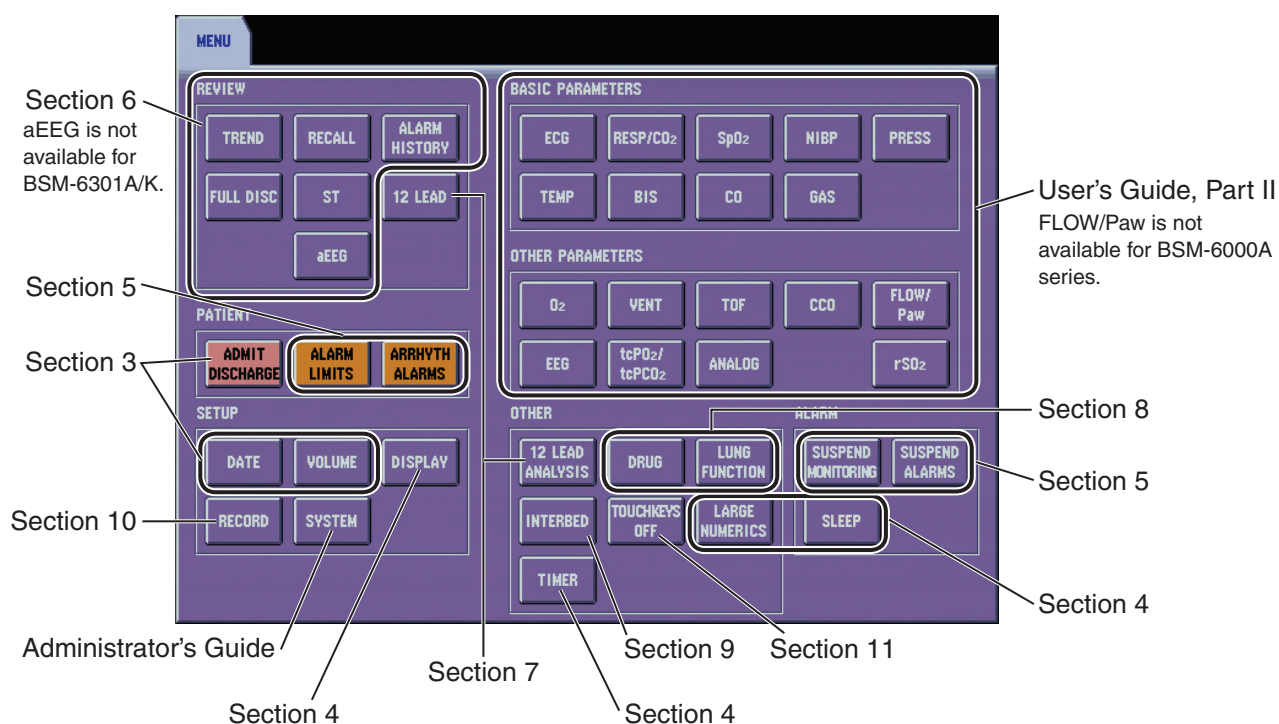 MENU
REVIEW
TREND
RECALL
ALARM
HISTORY
FULL DISC
ST
12 LEAD
aEEG
PATIENT
ADMIT
DISCHARGE
ALARM
LIMITS
ARRHYTH
ALARMS
SETUP
DATE
VOLUME
DISPLAY
RECORD
SYSTEM
BASIC PARAMETERS
ECG
RESP/CO2
SpO2
NIBP
PRESS
TEMP
BIS
CO
GAS
OTHER PARAMETERS
O2
VENT
TOF
CCO
FLOW/
Paw
EEG
tcPO2/
tcPCO2
ANALOG
rSO2
OTHER
12 LEAD
ANALYSIS
DRUG
LUNG
FUNCTION
INTERBED
TOUCHKEYS
OFF
LARGE
NUMERICS
TIMER
ALARM
SUSPEND
MONITORING
SUSPEND
ALARMS
SLEEP
Section 6
aEEG is not
available for
BSM-6301A/K.
Section 5
Section 3
Section 10
Administrator's Guide
Section 4
Section 7
Section 4
Section 9
Section 11
User's Guide, Part II
FLOW/Paw is not
available for BSM-6000A
series.
Section 8
Section 5
Section 4